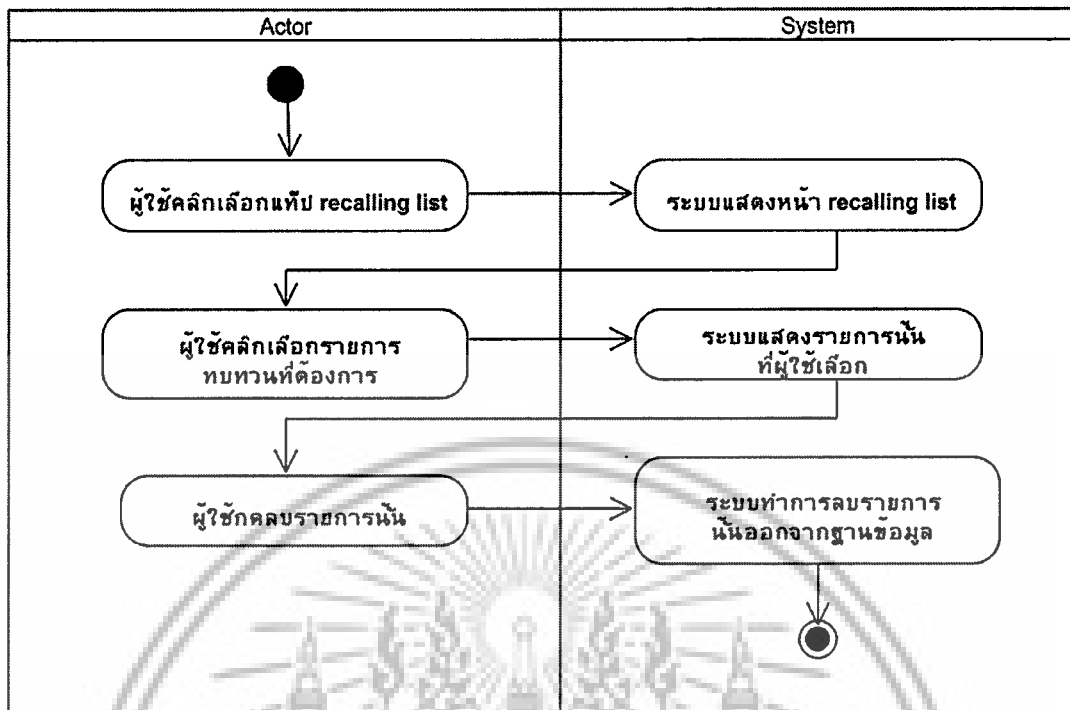 Actor
System
ผู้ใช้คลิกเลือกแท๊ป recalling list
ระบบแสดงหน้า recalling list
ผู้ใช้คลิกเลือกรายการ
ทบทวนที่ต้องการ
ระบบแสดงรายการนั้น
ที่ผู้ใช้เลือก
ผู้ใช้กดลบรายการนั้น
ระบบทำการลบรายการ
นั้นออกจากฐานข้อมูล